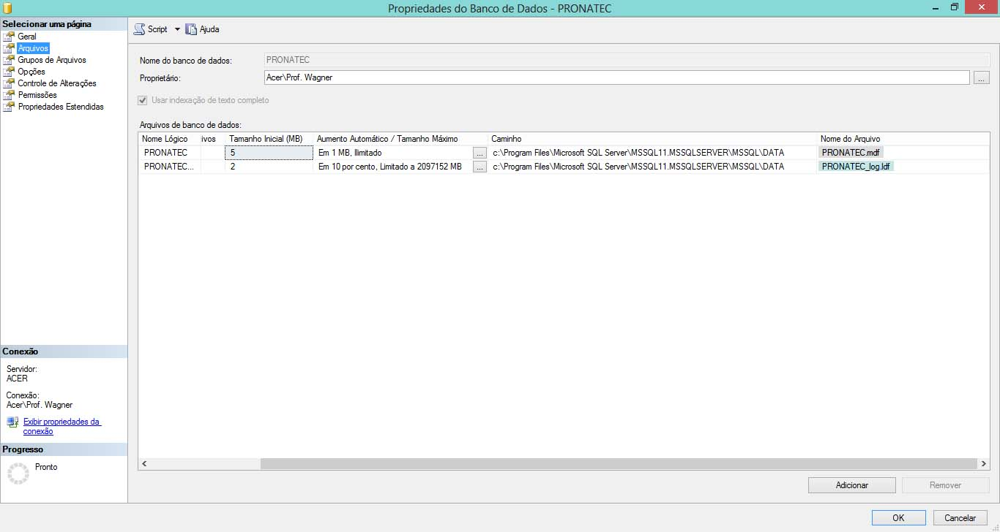 Propriedades do Banco de Dados - PRONATEC
Selecionar uma página
Geral
Arquivos
Grupos de Arquivos
Opções
Controle de Alterações
Permissões
Propriedades Estendidas
Conexão
Servidor:
ACER
Conexão:
Acer\Prof. Wagner
Exibir propriedades da
conexão
Progresso
Pronto
Script Ajuda
Nome do banco de dados: PRONATEC
Proprietário: Acer\Prof. Wagner ...
Usar indexação de texto completo
Arquivos de banco de dados:
Nome Lógico ivos Tamanho Inicial (MB) Aumento Automático / Tamanho Máximo Caminho Nome do Arquivo
PRONATEC 5 Em 1 MB, Ilimitado ... c:\Program Files\Microsoft SQL Server\MSSQL11.MSSQLSERVER\MSSQL\DATA PRONATEC.mdf
PRONATEC... 2 Em 10 por cento, Limitado a 2097152 MB ... c:\Program Files\Microsoft SQL Server\MSSQL11.MSSQLSERVER\MSSQL\DATA PRONATEC_log.ldf
Adicionar Remover
OK Cancelar